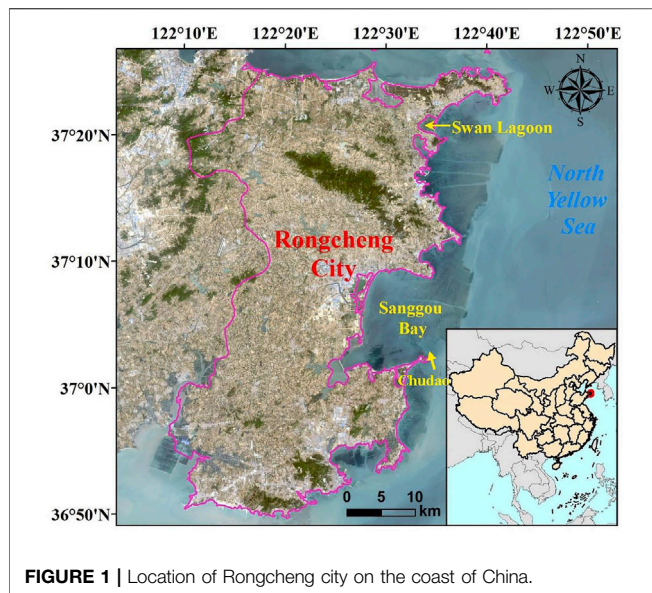 122°10'E 122°20'E 122°30'E 122°40'E 122°50'E
N
W E
S
37°20'N
Swan Lagoon
North
Yellow
Sea
Rongcheng
City
37°10'N
Sanggou
Bay
Chudao
37°0'N
0 5 10
km
36°50'N
FIGURE 1 | Location of Rongcheng city on the coast of China.